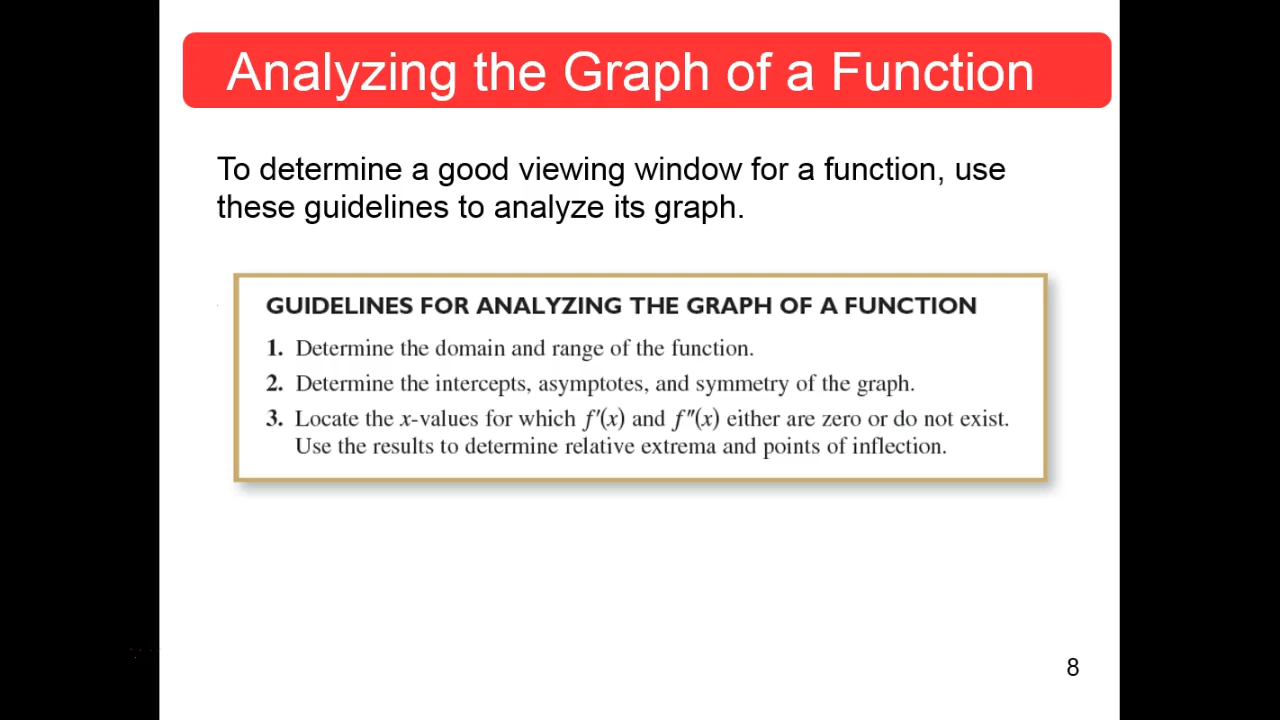 Analyzing the Graph of a Function
To determine a good viewing window for a function, use
these guidelines to analyze its graph.
GUIDELINES FOR ANALYZING THE GRAPH OF A FUNCTION
1. Determine the domain and range of the function.
2. Determine the intercepts, asymptotes, and symmetry of the graph.
3. Locate the x-values for which f′(x) and f″(x) either are zero or do not exist.
Use the results to determine relative extrema and points of inflection.
8